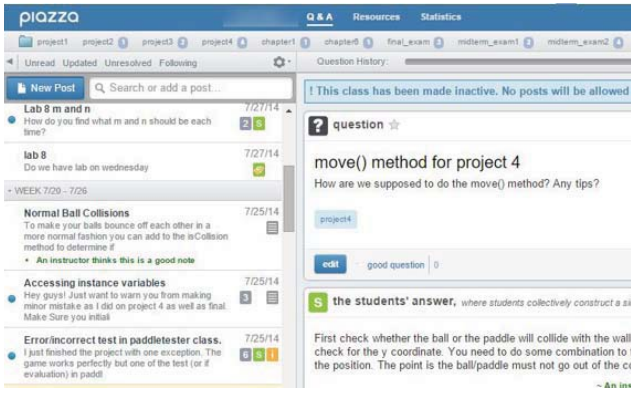 piazza
Q & A Resources Statistics
project1 project2 1 project3 2 project4 2 chapter1 chapter8 1 final_exam 2 midterm_exam1 2 midterm_exam2 4
Unread Updated Unresolved Following
Question History:
New Post
Search or add a post...
! This class has been made inactive. No posts will be allowed
Lab 8 m and n 7/27/14
How do you find what m and n should be each
time?
2 S
lab 8 7/27/14
Do we have lab on wednesday
WEEK 7/20 - 7/26
Normal Ball Collisions 7/25/14
To make your balls bounce off each other in a
more normal fashion you can add to the isCollision
method to determine if
• An instructor thinks this is a good note
Accessing instance variables 7/25/14
Hey guys! Just want to warn you from making
minor mistake as I did on project 4 as well as final.
Make Sure you initiali
3
Error/incorrect test in paddletester class. 7/25/14
I just finished the project with one exception. The
game works perfectly but one of the test (or if
evaluation) in paddl
6 S i
? question
move() method for project 4
How are we supposed to do the move() method? Any tips?
project4
edit · good question 0
S the students' answer, where students collectively construct a si
First check whether the ball or the paddle will collide with the wall
check for the y coordinate. You need to do some combination to
the position. The point is the ball/paddle must not go out of the co
~ An ins